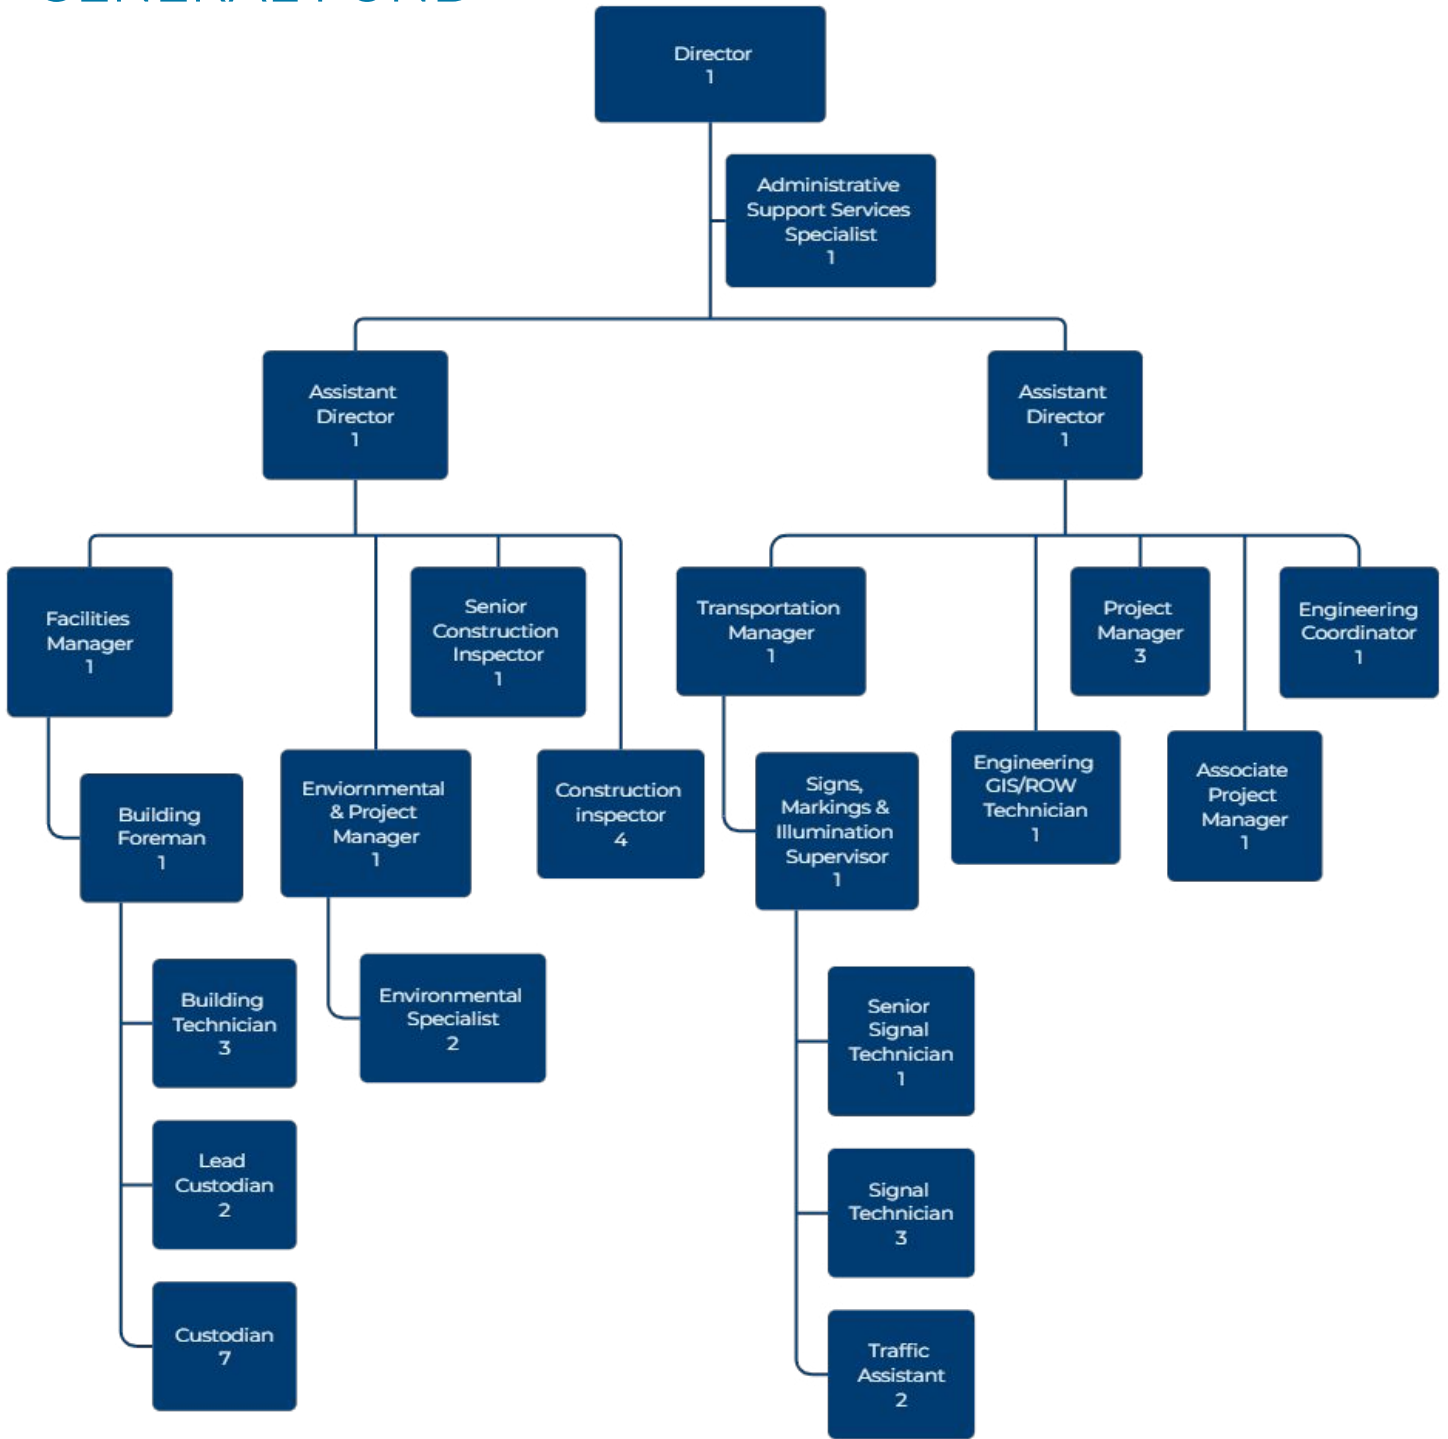 GENERAL FUND
Director
1
Administrative
Support Services
Specialist
1
Assistant
Director
1
Assistant
Director
1
Facilities
Manager
1
Senior
Construction
Inspector
1
Transportation
Manager
1
Project
Manager
3
Engineering
Coordinator
1
Building
Foreman
1
Enviornmental
& Project
Manager
1
Construction
inspector
4
Signs,
Markings &
Illumination
Supervisor
1
Engineering
GIS/ROW
Technician
1
Associate
Project
Manager
1
Building
Technician
3
Environmental
Specialist
2
Senior
Signal
Technician
1
Lead
Custodian
2
Signal
Technician
3
Custodian
7
Traffic
Assistant
2